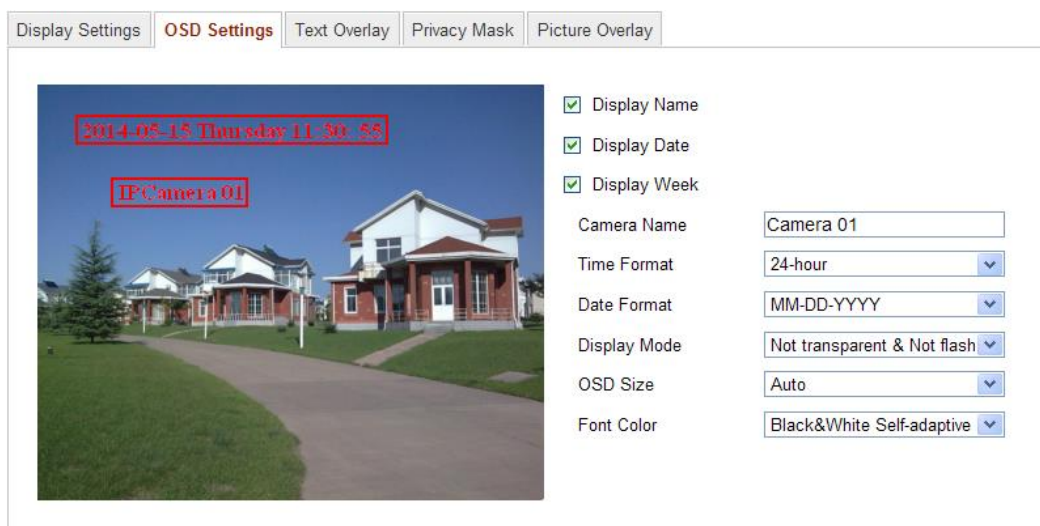 Display Settings
OSD Settings
Text Overlay
Privacy Mask
Picture Overlay
2014-05-15 Thursday 11:30: 55
IPCamera 01
Display Name
Display Date
Display Week
Camera Name Camera 01
Time Format 24-hour
Date Format MM-DD-YYYY
Display Mode Not transparent & Not flash
OSD Size Auto
Font Color Black&White Self-adaptive